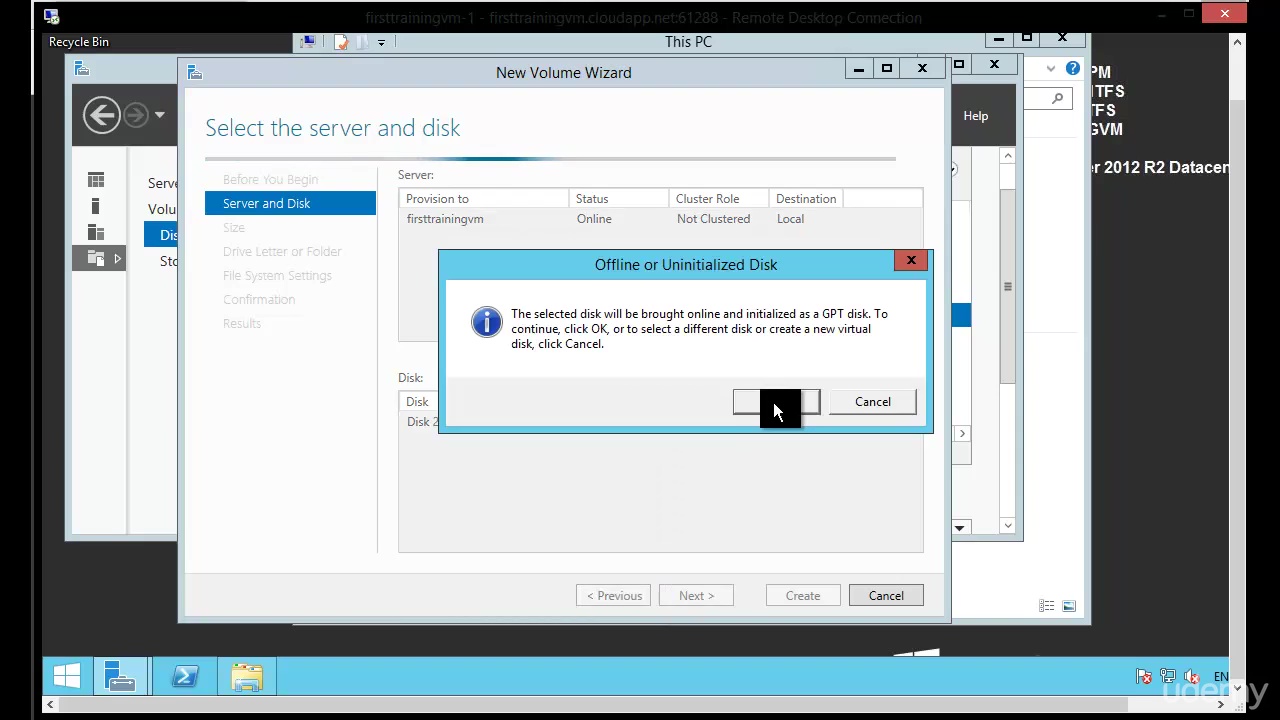 firsttrainingvm-1 - firsttrainingvm.cloudapp.net:61288 - Remote Desktop Connection
Recycle Bin
This PC
New Volume Wizard
PM
NTFS
TFS
GVM
Help
Select the server and disk
Before You Begin
Server and Disk
Size
Drive Letter or Folder
File System Settings
Confirmation
Results
Serve
Volu
Dis
Sto
Server:
Provision to Status Cluster Role Destination
firsttrainingvm Online Not Clustered Local
r 2012 R2 Datacen
Offline or Uninitialized Disk
The selected disk will be brought online and initialized as a GPT disk. To
continue, click OK, or to select a different disk or create a new virtual
disk, click Cancel.
Cancel
Disk:
Disk
Disk 2
< Previous
Next >
Create
Cancel
EN
udemy